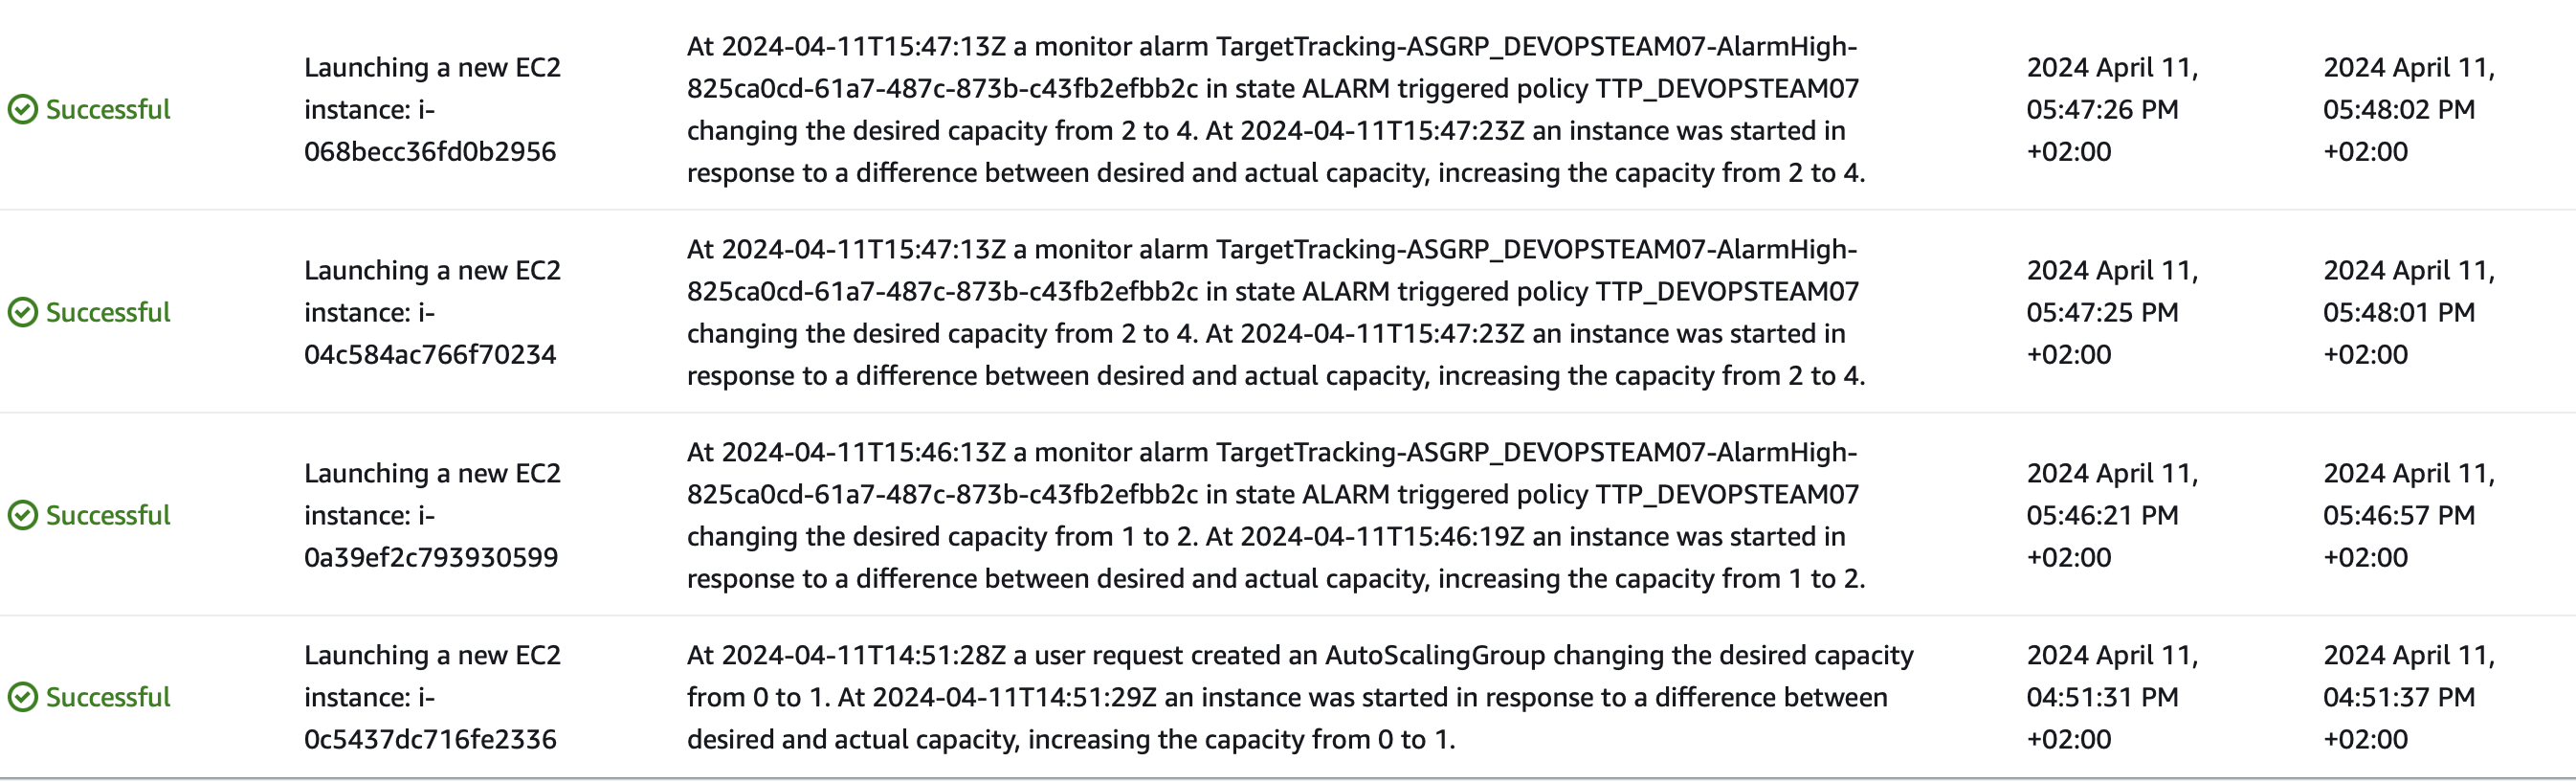 Successful
Launching a new EC2
instance: i-
068becc36fd0b2956
At 2024-04-11T15:47:13Z a monitor alarm TargetTracking-ASGRP_DEVOPSTEAM07-AlarmHigh-
825ca0cd-61a7-487c-873b-c43fb2efbb2c in state ALARM triggered policy TTP_DEVOPSTEAM07
changing the desired capacity from 2 to 4. At 2024-04-11T15:47:23Z an instance was started in
response to a difference between desired and actual capacity, increasing the capacity from 2 to 4.
2024 April 11,
05:47:26 PM
+02:00
2024 April 11,
05:48:02 PM
+02:00
Successful
Launching a new EC2
instance: i-
04c584ac766f70234
At 2024-04-11T15:47:13Z a monitor alarm TargetTracking-ASGRP_DEVOPSTEAM07-AlarmHigh-
825ca0cd-61a7-487c-873b-c43fb2efbb2c in state ALARM triggered policy TTP_DEVOPSTEAM07
changing the desired capacity from 2 to 4. At 2024-04-11T15:47:23Z an instance was started in
response to a difference between desired and actual capacity, increasing the capacity from 2 to 4.
2024 April 11,
05:47:25 PM
+02:00
2024 April 11,
05:48:01 PM
+02:00
Successful
Launching a new EC2
instance: i-
0a39ef2c793930599
At 2024-04-11T15:46:13Z a monitor alarm TargetTracking-ASGRP_DEVOPSTEAM07-AlarmHigh-
825ca0cd-61a7-487c-873b-c43fb2efbb2c in state ALARM triggered policy TTP_DEVOPSTEAM07
changing the desired capacity from 1 to 2. At 2024-04-11T15:46:19Z an instance was started in
response to a difference between desired and actual capacity, increasing the capacity from 1 to 2.
2024 April 11,
05:46:21 PM
+02:00
2024 April 11,
05:46:57 PM
+02:00
Successful
Launching a new EC2
instance: i-
0c5437dc716fe2336
At 2024-04-11T14:51:28Z a user request created an AutoScalingGroup changing the desired capacity
from 0 to 1. At 2024-04-11T14:51:29Z an instance was started in response to a difference between
desired and actual capacity, increasing the capacity from 0 to 1.
2024 April 11,
04:51:31 PM
+02:00
2024 April 11,
04:51:37 PM
+02:00